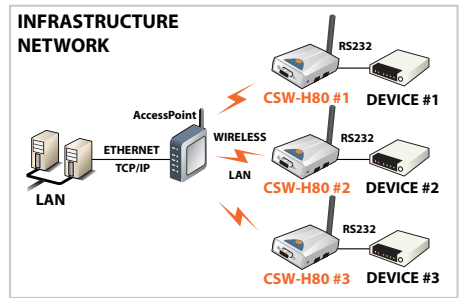 INFRASTRUCTURE
NETWORK
RS232
CSW-H80 #1
DEVICE #1
AccessPoint
ETHERNET
TCP/IP
WIRELESS
LAN
RS232
CSW-H80 #2
DEVICE #2
LAN
RS232
CSW-H80 #3
DEVICE #3